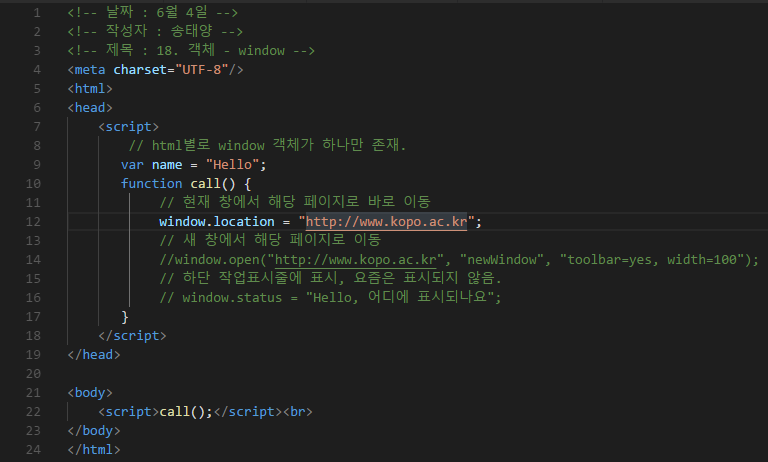 1 <!-- 날짜 : 6월 4일 -->
2 <!-- 작성자 : 송태양 -->
3 <!-- 제목 : 18. 객체 - window -->
4 <meta charset="UTF-8"/>
5 <html>
6 <head>
7 <script>
8 // html별로 window 객체가 하나만 존재.
9 var name = "Hello";
10 function call() {
11 // 현재 창에서 해당 페이지로 바로 이동
12 window.location = "http://www.kopo.ac.kr";
13 // 새 창에서 해당 페이지로 이동
14 //window.open("http://www.kopo.ac.kr", "newWindow", "toolbar=yes, width=100");
15 // 하단 작업표시줄에 표시, 요즘은 표시되지 않음.
16 // window.status = "Hello, 어디에 표시되나요";
17 }
18 </script>
19 </head>
20
21 <body>
22 <script>call();</script><br>
23 </body>
24 </html>